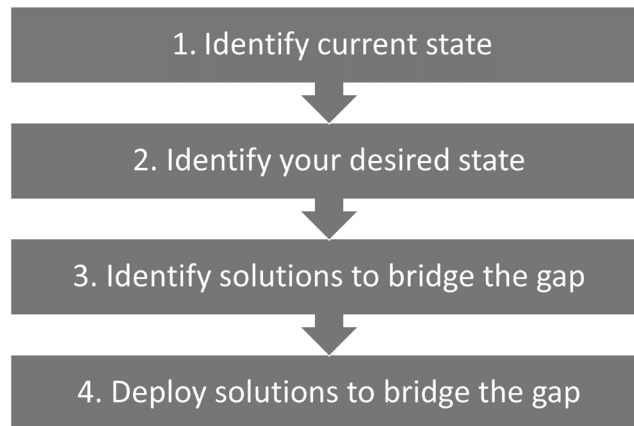 1. Identify current state
2. Identify your desired state
3. Identify solutions to bridge the gap
4. Deploy solutions to bridge the gap